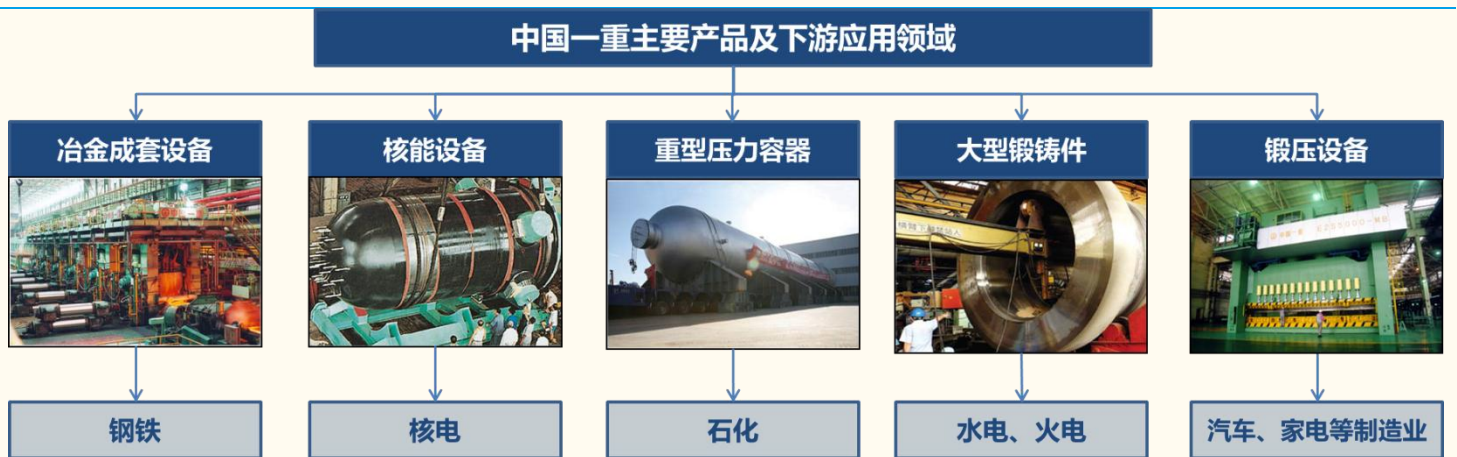 中国一重主要产品及下游应用领域
冶金成套设备
核能设备
重型压力容器
大型锻铸件
锻压设备
钢铁
核电
石化
水电、火电
汽车、家电等制造业